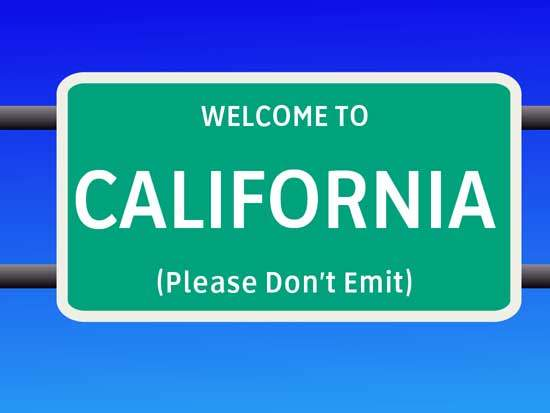 WELCOME TO
CALIFORNIA
(Please Don't Emit)